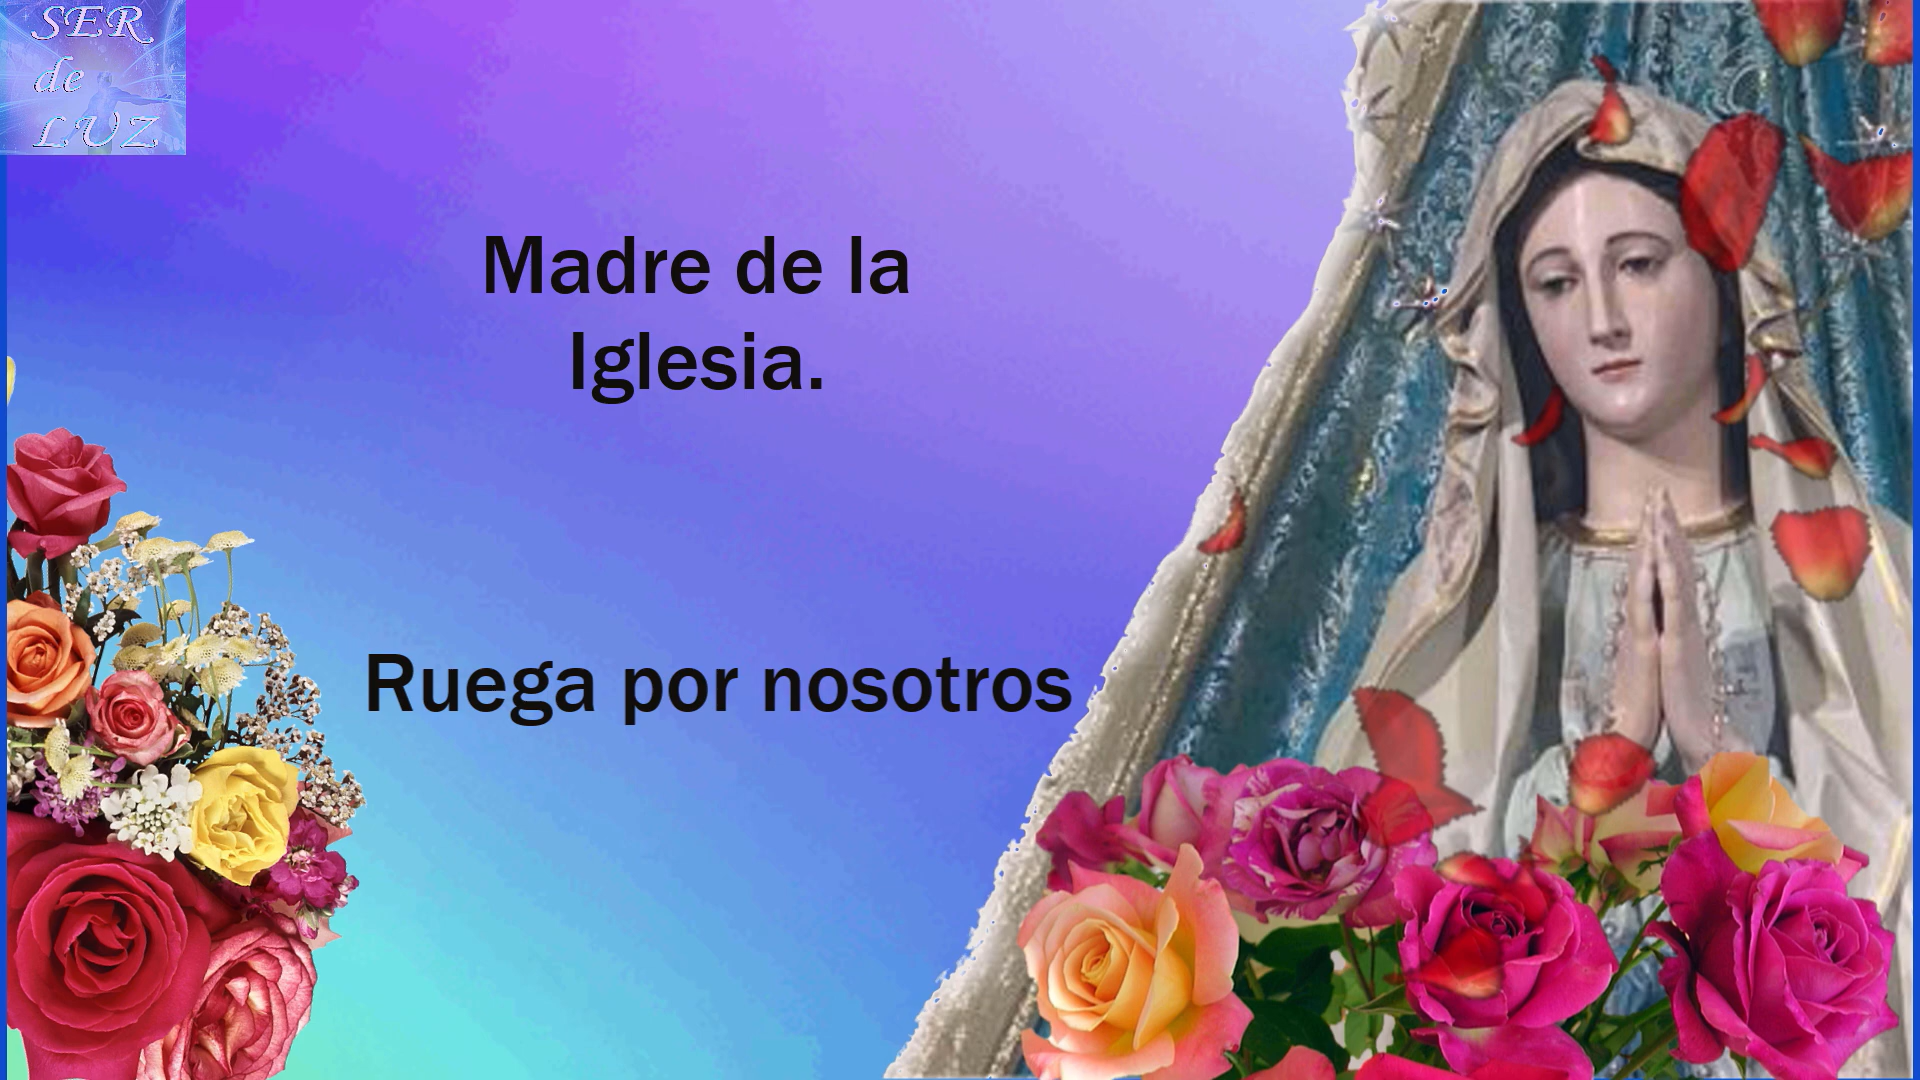 SER
de
LUZ
Madre de la
Iglesia.
Ruega por nosotros